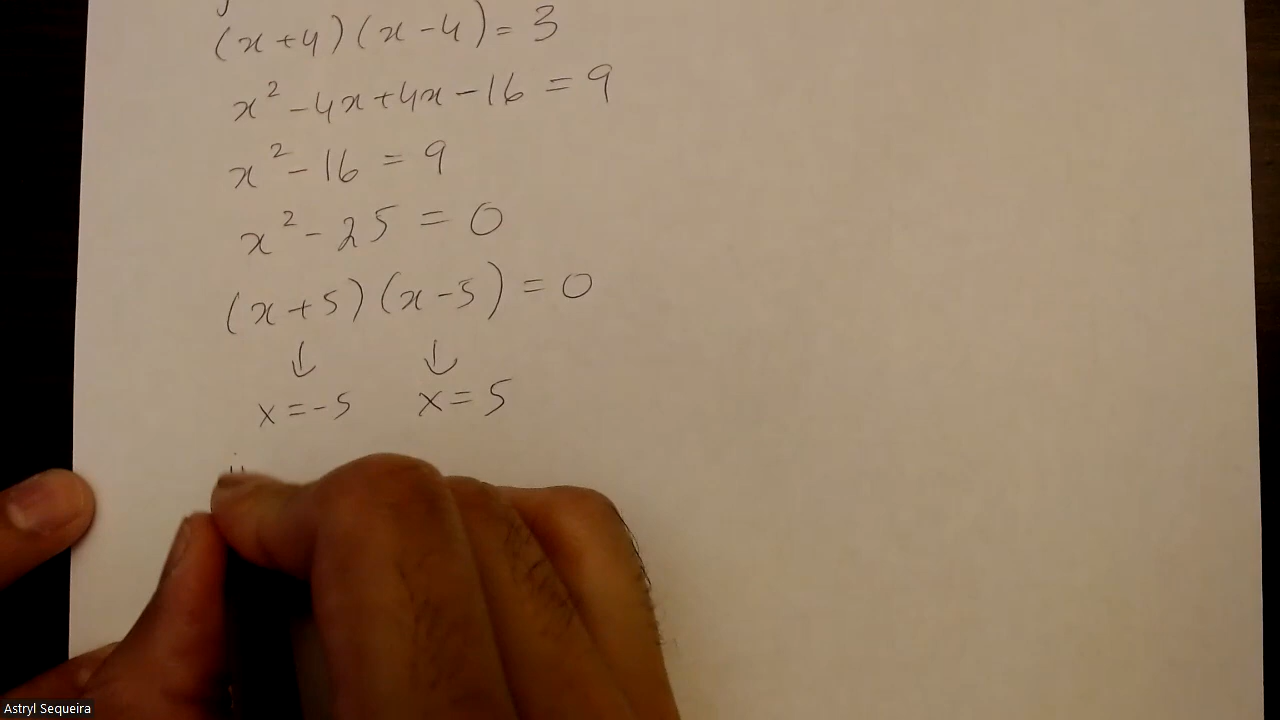 (x+4)(x-4) = 3
x² - 4x + 4x - 16 = 9
x² - 16 = 9
x² - 25 = 0
(x+5)(x-5) = 0
↓ ↓
x = -5 x = 5
Astryl Sequeira